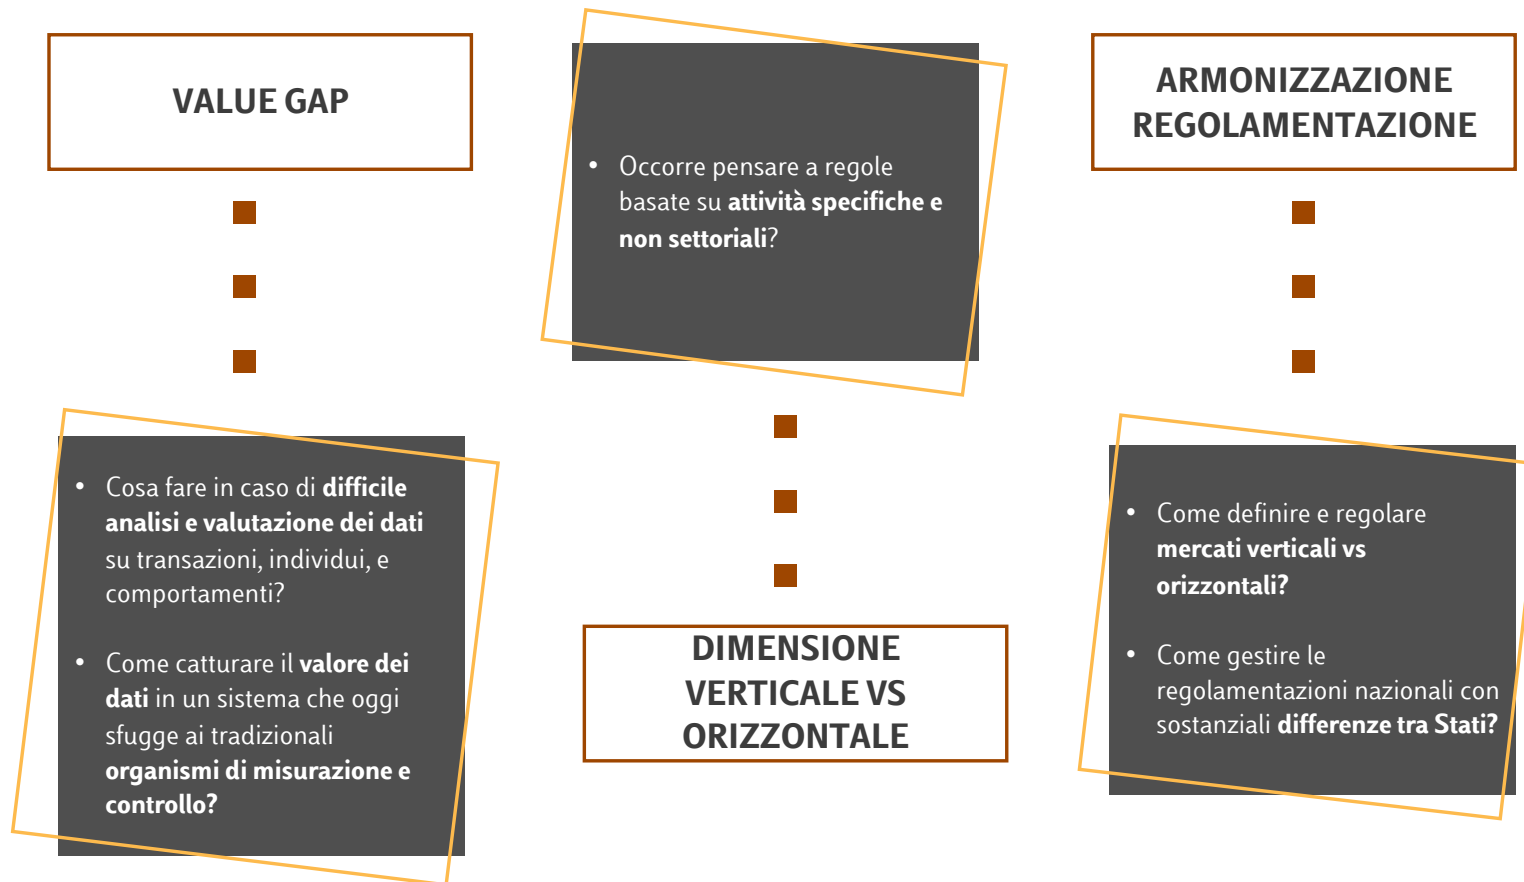 VALUE GAP
• Cosa fare in caso di difficile
analisi e valutazione dei dati
su transazioni, individui, e
comportamenti?
• Come catturare il valore dei
dati in un sistema che oggi
sfugge ai tradizionali
organismi di misurazione e
controllo?
• Occorre pensare a regole
basate su attività specifiche e
non settoriali?
DIMENSIONE
VERTICALE VS
ORIZZONTALE
ARMONIZZAZIONE
REGOLAMENTAZIONE
• Come definire e regolare
mercati verticali vs
orizzontali?
• Come gestire le
regolamentazioni nazionali con
sostanziali differenze tra Stati?